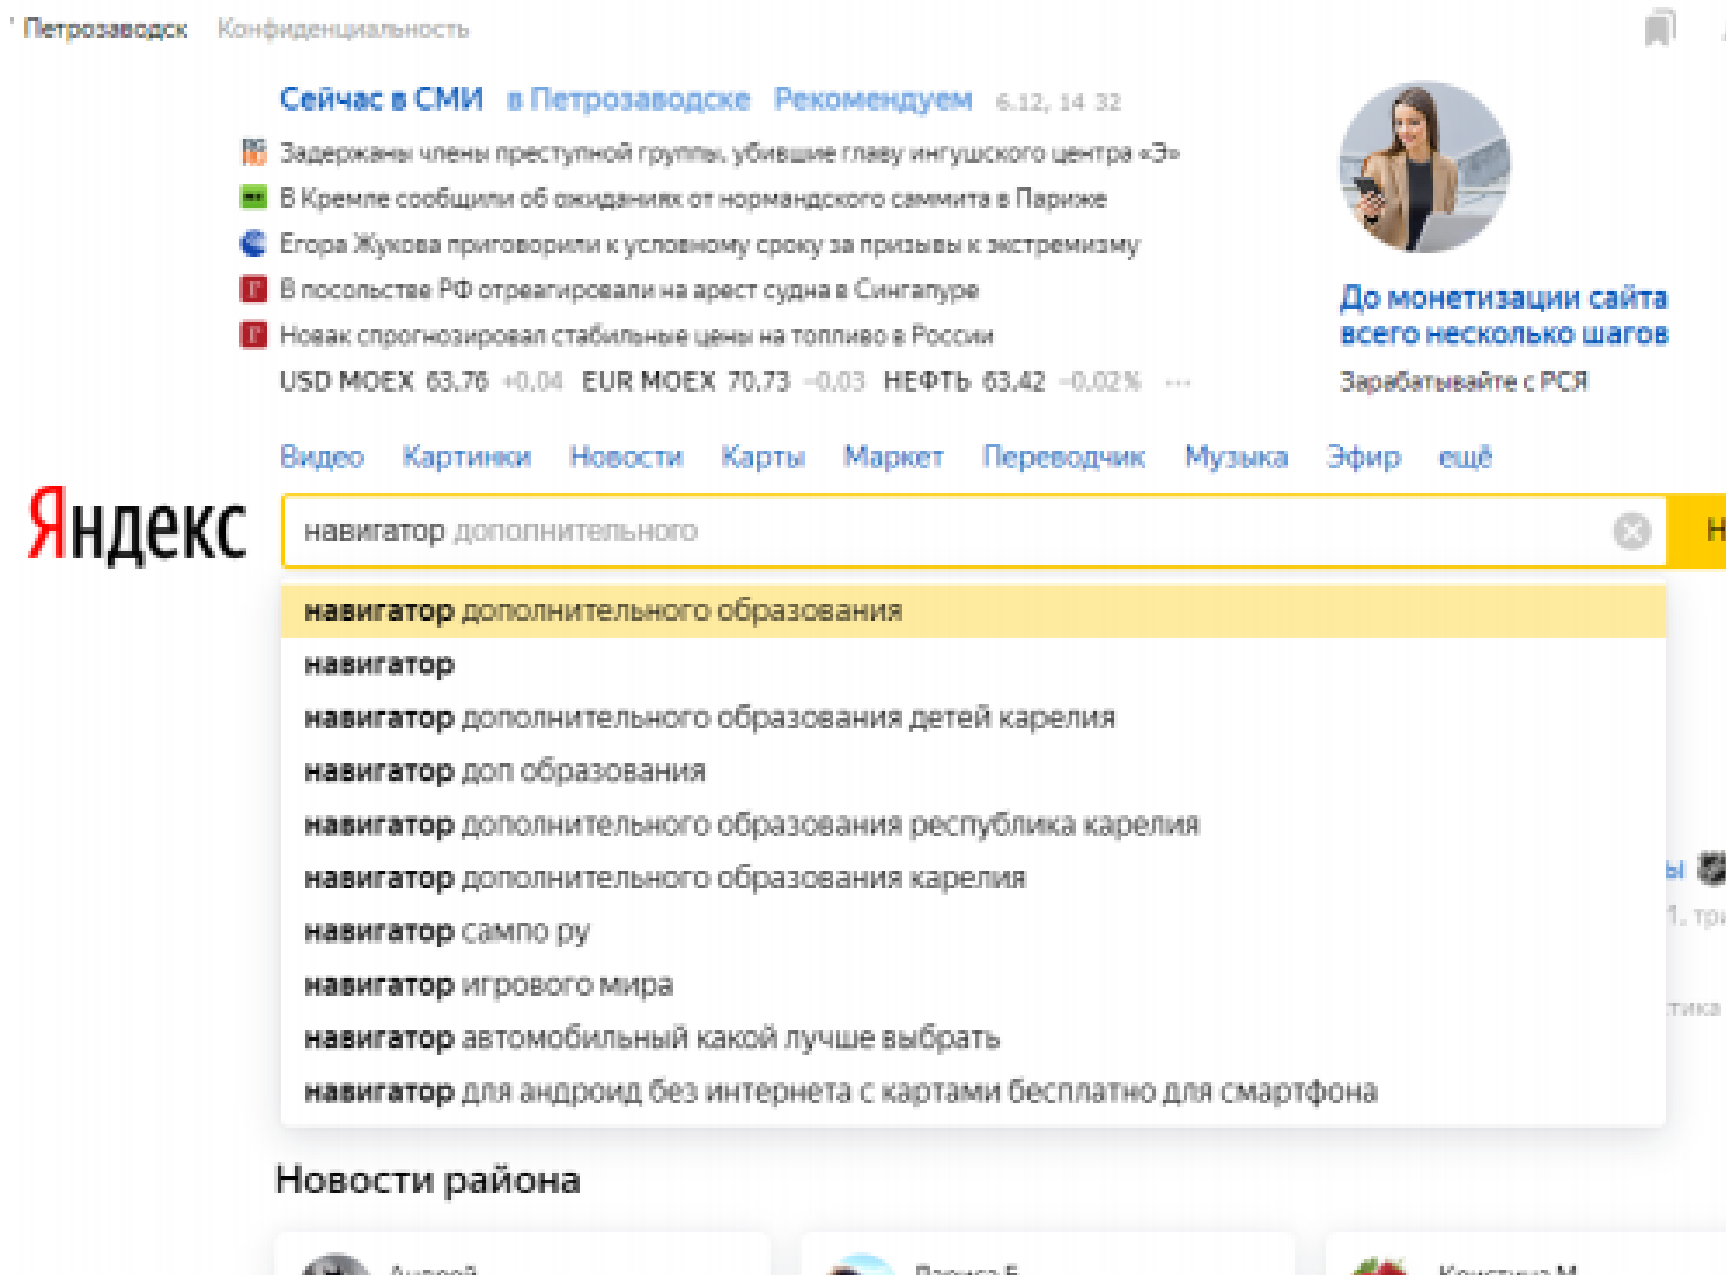 Петрозаводск Конфиденциальность
Сейчас в СМИ в Петрозаводске Рекомендуем 6.12, 14 32
Задержаны члены преступной группы, убившие главу ингушского центра «Э»
В Кремле сообщили об ожиданиях от нормандского саммита в Париже
Егора Жукова приговорили к условному сроку за призывы к экстремизму
В посольстве РФ отреагировали на арест судна в Сингапуре
Новак спрогнозировал стабильные цены на топливо в России
USD MOEX 63,76 +0,04 EUR MOEX 70,73 −0,03 НЕФТЬ 63,42 −0,02% ...
До монетизации сайта
всего несколько шагов
Зарабатывайте с РСЯ
Видео Картинки Новости Карты Маркет Переводчик Музыка Эфир ещё
Яндекс
навигатор дополнительного
Н
навигатор дополнительного образования
навигатор
навигатор дополнительного образования детей карелия
навигатор доп образования
навигатор дополнительного образования республика карелия
навигатор дополнительного образования карелия
навигатор сампо ру
навигатор игрового мира
навигатор автомобильный какой лучше выбрать
навигатор для андроид без интернета с картами бесплатно для смартфона
ы
1, три
тика
Новости района
Андрей
Лариса Б.
Кристина М.